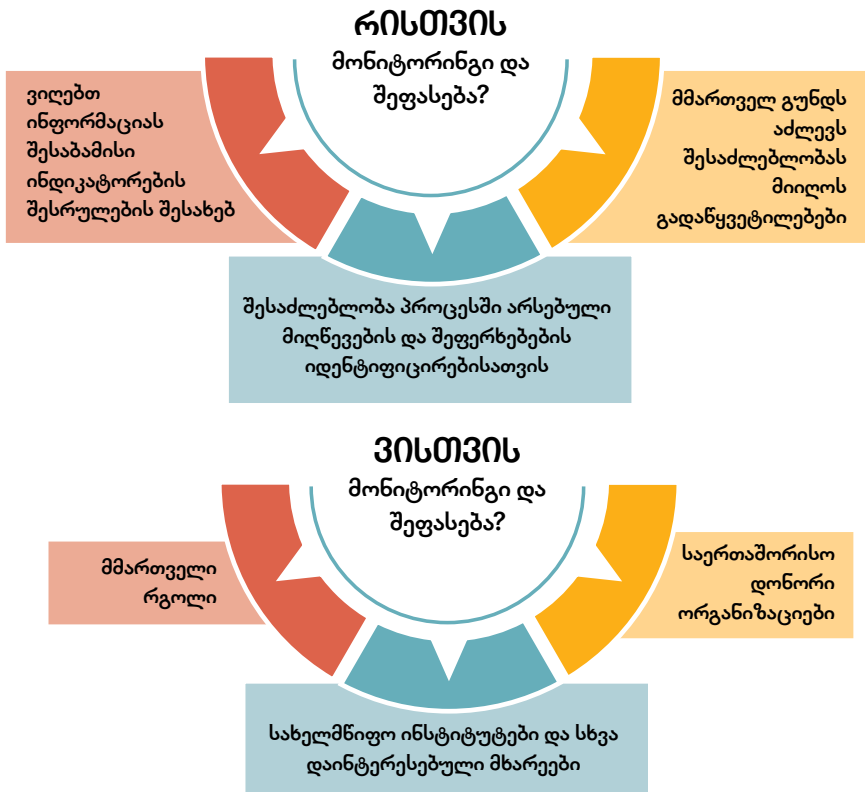 რისთვის
მონიტორინგი და
შეფასება?
ვიღებთ
ინფორმაციას
შესაბამისი
ინდიკატორების
შესრულების შესახებ
მმართველ გუნდს
აძლევს
შესაძლებლობას
მიიღოს
გადაწყვეტილებები
შესაძლებლობა პროცესში არსებული
მიღწევების და შეფერხებების
იდენტიფიცირებისათვის
ვისთვის
მონიტორინგი და
შეფასება?
მმართველი
რგოლი
საერთაშორისო
დონორი
ორგანიზაციები
სახელმწიფო ინსტიტუტები და სხვა
დაინტერესებული მხარეები